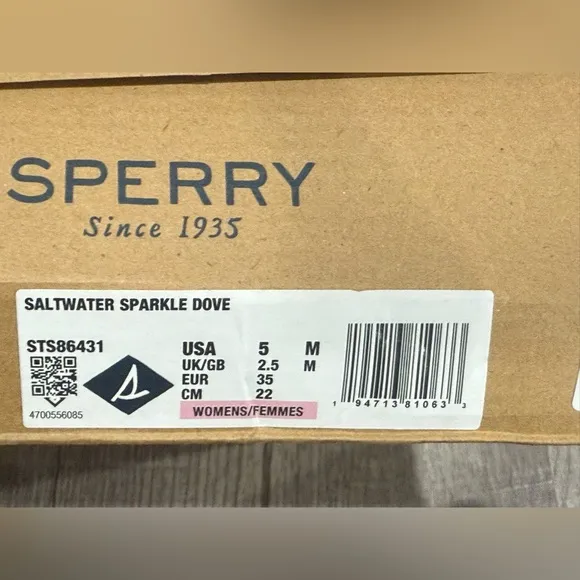 SPERRY
Since 1935
SALTWATER SPARKLE DOVE
STS86431
4700556085
USA 5 M
UK/GB 2.5 M
EUR 35
CM 22
WOMENS/FEMMES
1 94713 81063 3